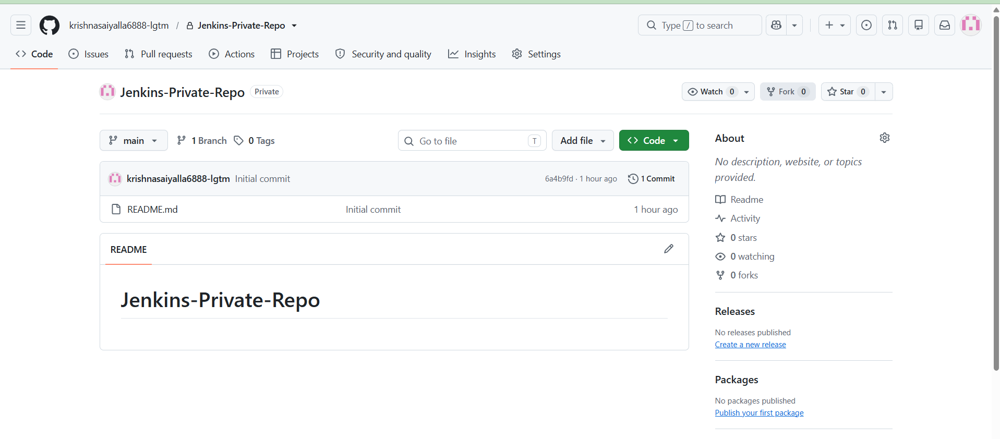 krishnasaiyalla6888-lgtm / Jenkins-Private-Repo
Type / to search
Code Issues Pull requests Actions Projects Security and quality Insights Settings
Jenkins-Private-Repo Private
Watch 0 Fork 0 Star 0
main 1 Branch 0 Tags
Go to file T Add file Code
krishnasaiyalla6888-lgtm Initial commit 6a4b9fd · 1 hour ago 1 Commit
README.md Initial commit 1 hour ago
README
Jenkins-Private-Repo
About
No description, website, or topics
provided.
Readme
Activity
0 stars
0 watching
0 forks
Releases
No releases published
Create a new release
Packages
No packages published
Publish your first package